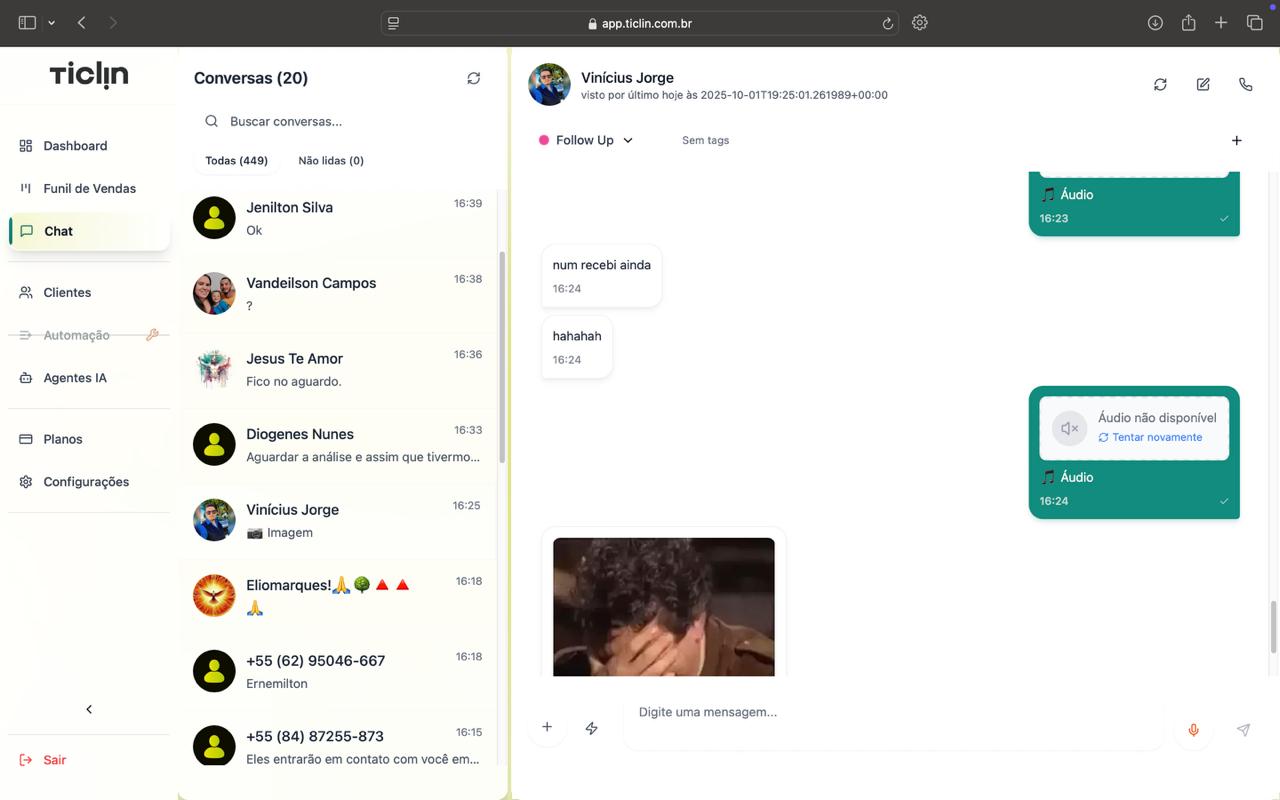 app.ticlin.com.br
Ticlin
Dashboard
Funil de Vendas
Chat
Clientes
Automação
Agentes IA
Planos
Configurações
Sair
Conversas (20)
Buscar conversas...
Todas (449)
Não lidas (0)
Jenilton Silva
16:39
Ok
Vandeilson Campos
16:38
?
Jesus Te Amor
16:36
Fico no aguardo.
Diogenes Nunes
16:33
Aguardar a análise e assim que tivermo...
Vinícius Jorge
16:25
📷 Imagem
Eliomarques!🙏🌳🔺🔺
16:18
🙏
+55 (62) 95046-667
16:18
Ernemilton
+55 (84) 87255-873
16:15
Eles entrarão em contato com você em...
Vinícius Jorge
visto por último hoje às 2025-10-01T19:25:01.261989+00:00
Follow Up
Sem tags
🎵 Áudio
16:23
num recebi ainda
16:24
hahahah
16:24
Áudio não disponível
Tentar novamente
🎵 Áudio
16:24
Digite uma mensagem...